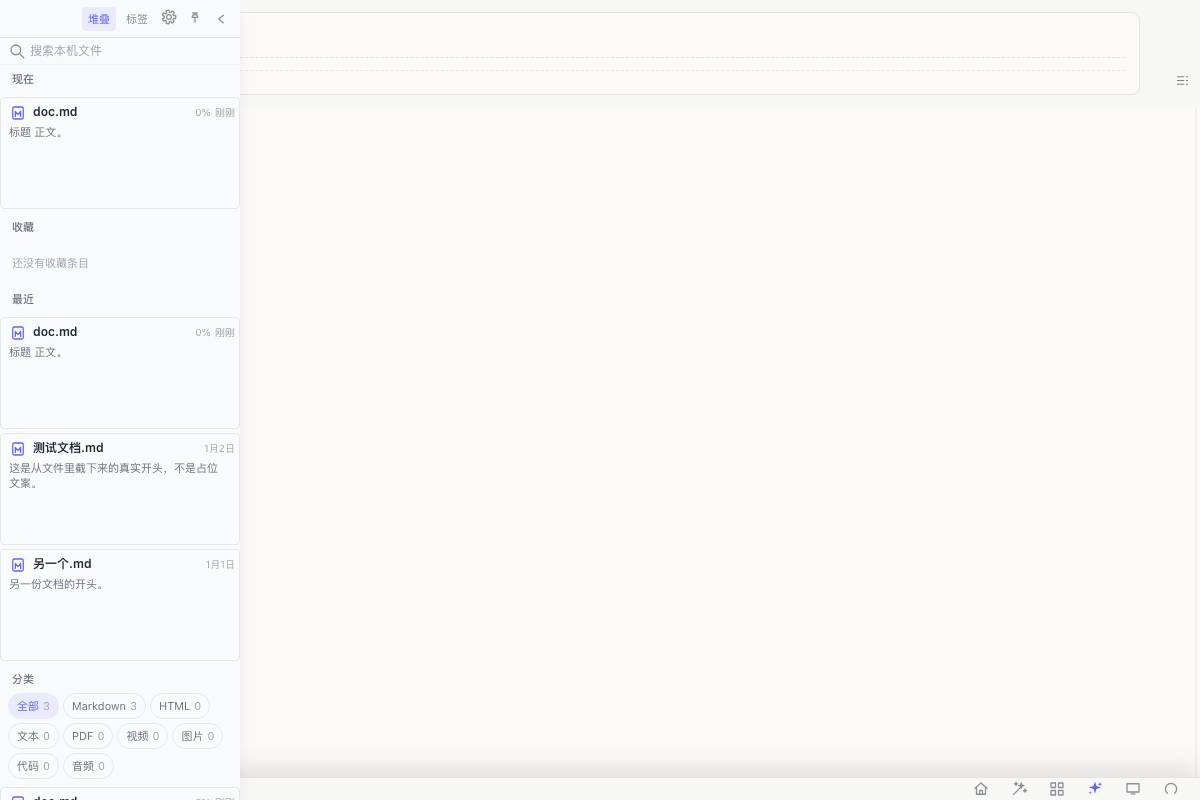 堆叠 标签
搜索本机文件
现在
doc.md 0% 刚刚
标题 正文。
收藏
还没有收藏条目
最近
doc.md 0% 刚刚
标题 正文。
测试文档.md 1月2日
这是从文件里截下来的真实开头，不是占位
文案。
另一个.md 1月1日
另一份文档的开头。
分类
全部 3 Markdown 3 HTML 0
文本 0 PDF 0 视频 0 图片 0
代码 0 音频 0
doc.md 0% 刚刚